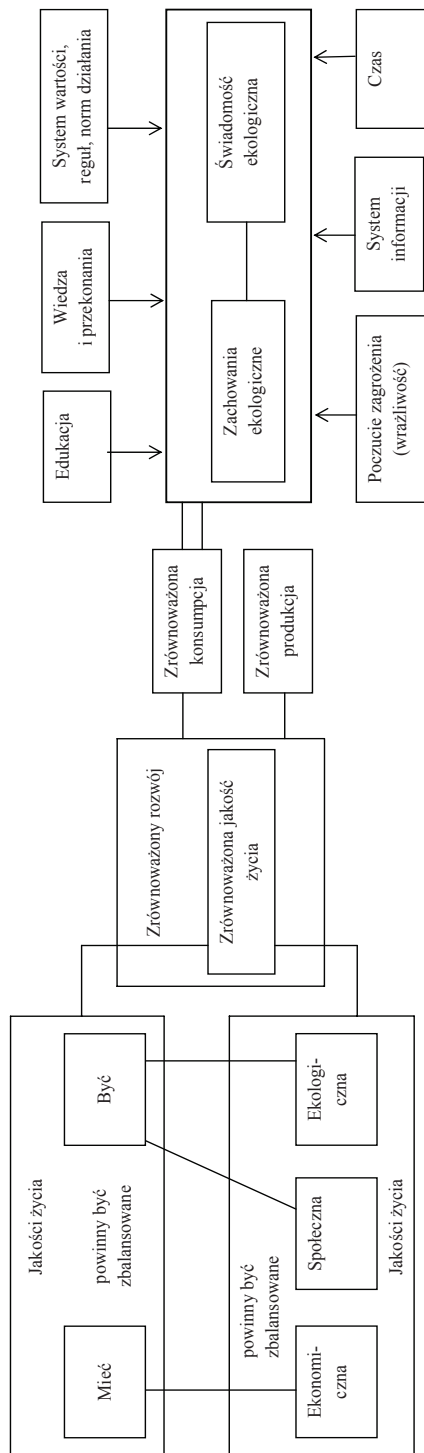 Jakości życia
Mieć
powinny być
zbalansowane
Być
powinny być
zbalansowane
Ekonomi-
czna
Społeczna
Ekologi-
czna
Jakości życia
Zrównoważony rozwój
Zrównoważona jakość
życia
Zrównoważona
konsumpcja
Zrównoważona
produkcja
Edukacja
Wiedza
i przekonania
System wartości,
reguł, norm działania
Zachowania
ekologiczne
Świadomość
ekologiczna
Poczucie zagrożenia
(wrażliwość)
System
informacji
Czas